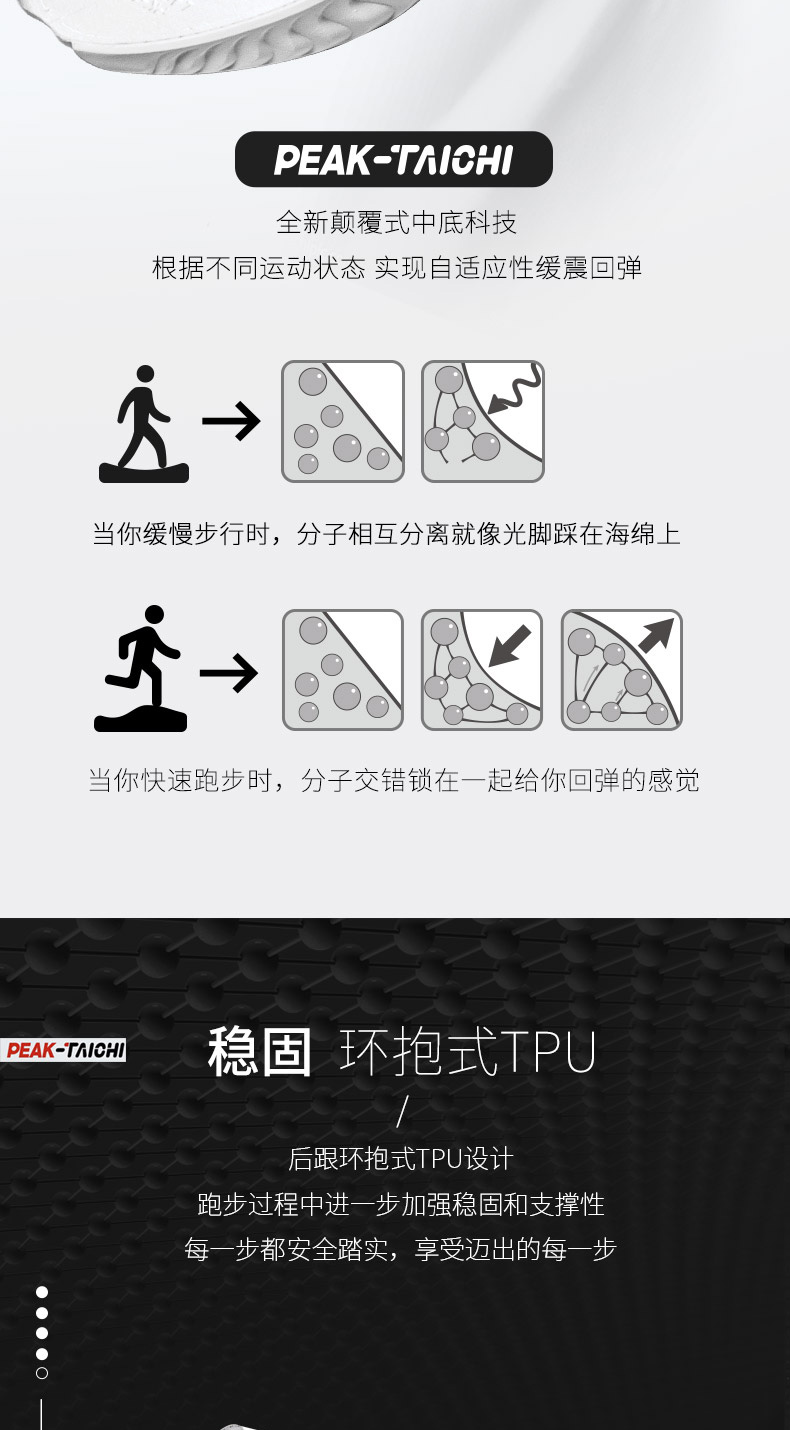 PEAK-TAICHI
全新颠覆式中底科技
根据不同运动状态 实现自适应性缓震回弹
当你缓慢步行时，分子相互分离就像光脚踩在海绵上
当你快速跑步时，分子交错锁在一起给你回弹的感觉
PEAK-TAICHI
稳固 环抱式TPU
/
后跟环抱式TPU设计
跑步过程中进一步加强稳固和支撑性
每一步都安全踏实，享受迈出的每一步